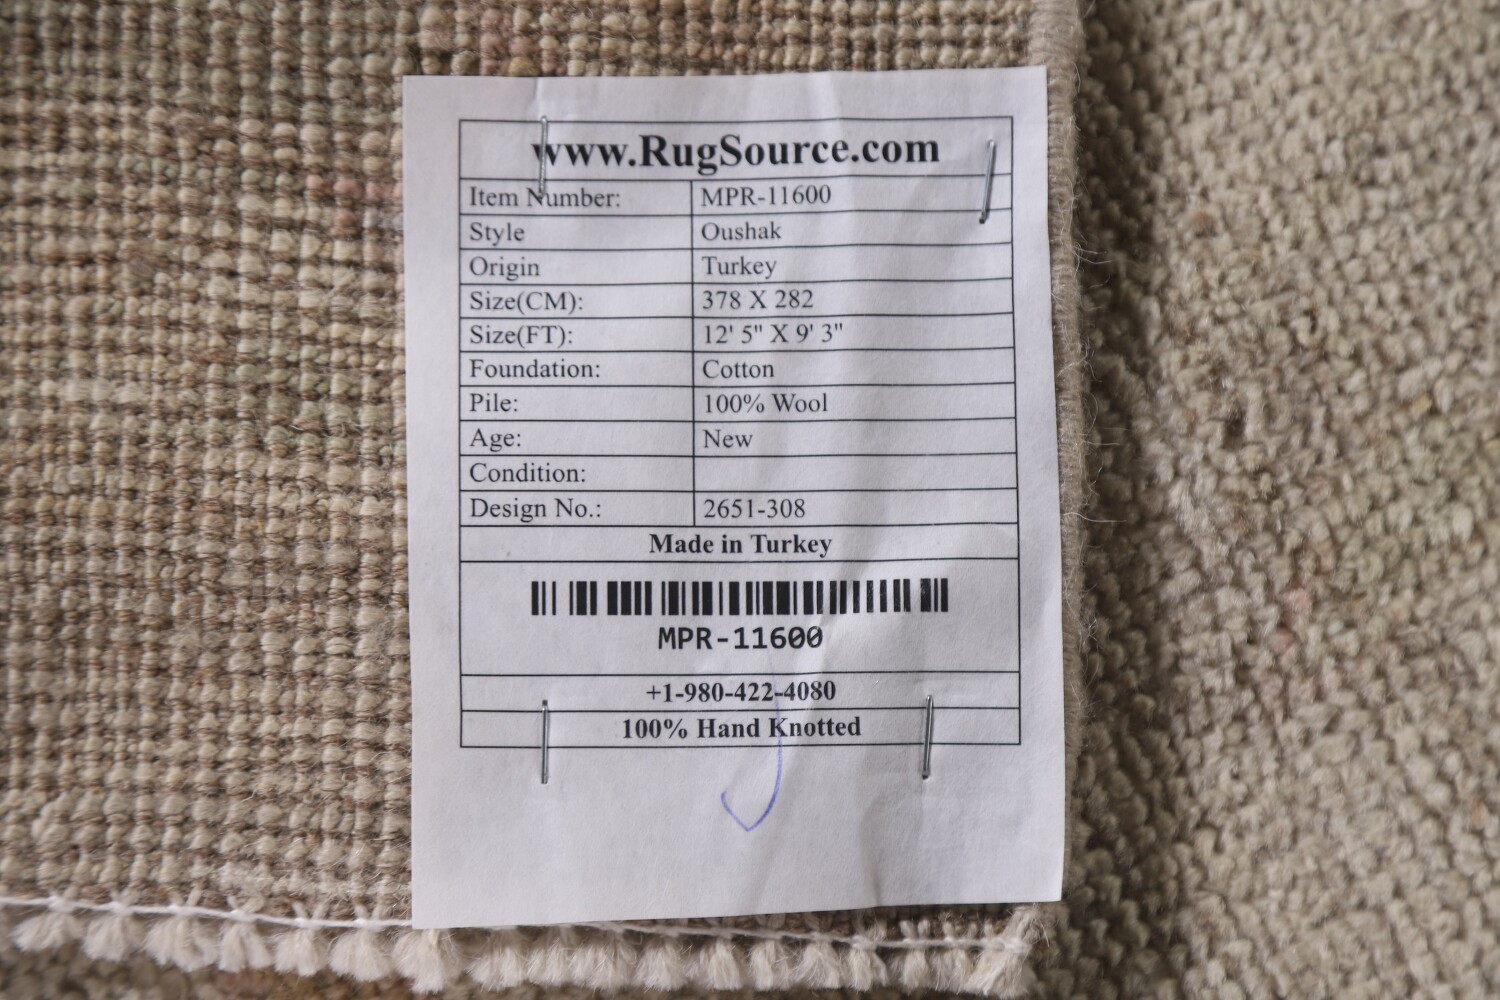 www.RugSource.com
Item Number: MPR-11600
Style Oushak
Origin Turkey
Size(CM): 378 X 282
Size(FT): 12' 5" X 9' 3"
Foundation: Cotton
Pile: 100% Wool
Age: New
Condition:
Design No.: 2651-308
Made in Turkey
MPR-11600
+1-980-422-4080
100% Hand Knotted